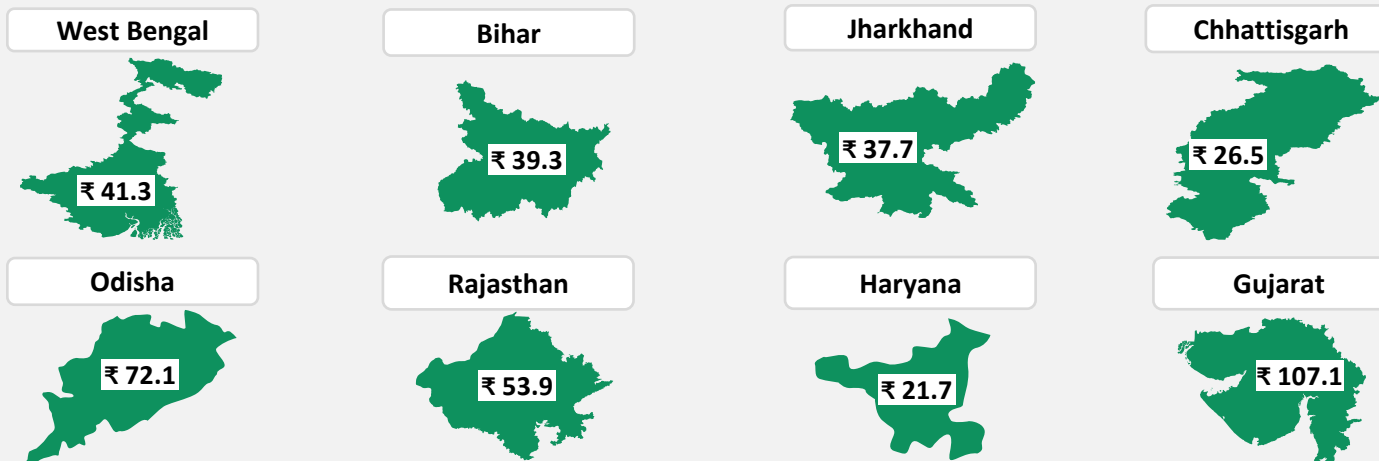 West Bengal
Bihar
Jharkhand
Chhattisgarh
₹ 41.3
₹ 39.3
₹ 37.7
₹ 26.5
Odisha
Rajasthan
Haryana
Gujarat
₹ 72.1
₹ 53.9
₹ 21.7
₹ 107.1